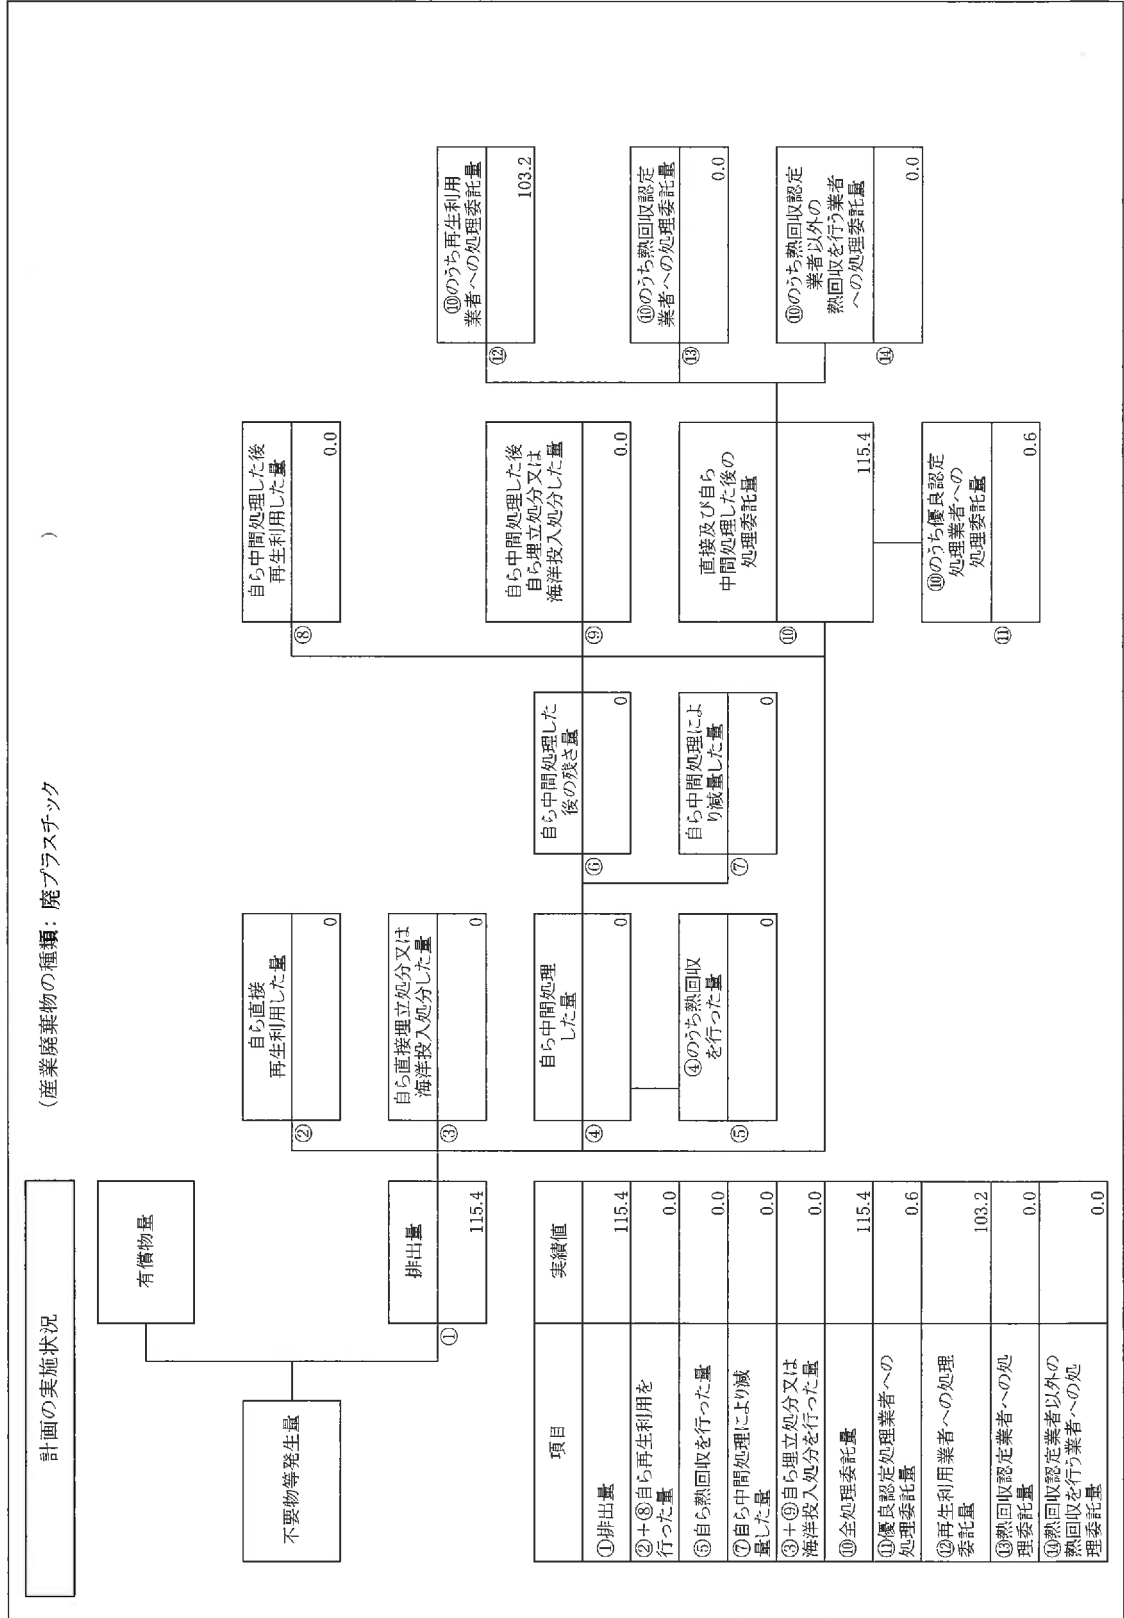 計画の実施状況
（産業廃棄物の種類：廃プラスチック　　　）
不要物等発生量
有償物量
①
排出量
115.4
②
自ら直接
再生利用した量
0
③
自ら直接埋立処分又は
海洋投入処分した量
0
④
自ら中間処理
した量
0
⑤
④のうち熱回収
を行った量
0
⑥
自ら中間処理した
後の残さ量
0
⑦
自ら中間処理によ
り減量した量
0
⑧
自ら中間処理した後
再生利用した量
0.0
⑨
自ら中間処理した後
自ら埋立処分又は
海洋投入処分した量
0.0
⑩
直接及び自ら
中間処理した後の
処理委託量
115.4
⑪
⑩のうち優良認定
処理業者への
処理委託量
0.6
⑫
⑩のうち再生利用
業者への処理委託量
103.2
⑬
⑩のうち熱回収認定
業者への処理委託量
0.0
⑭
⑩のうち熱回収認定
業者以外の
熱回収を行う業者
への処理委託量
0.0
項目　実績値
①排出量　115.4
②＋⑧自ら再生利用を
行った量　0.0
⑤自ら熱回収を行った量　0.0
⑦自ら中間処理により減
量した量　0.0
③＋⑨自ら埋立処分又は
海洋投入処分を行った量　0.0
⑩全処理委託量　115.4
⑪優良認定処理業者への
処理委託量　0.6
⑫再生利用業者への処理
委託量　103.2
⑬熱回収認定業者への処
理委託量　0.0
⑭熱回収認定業者以外の
熱回収を行う業者への処
理委託量　0.0